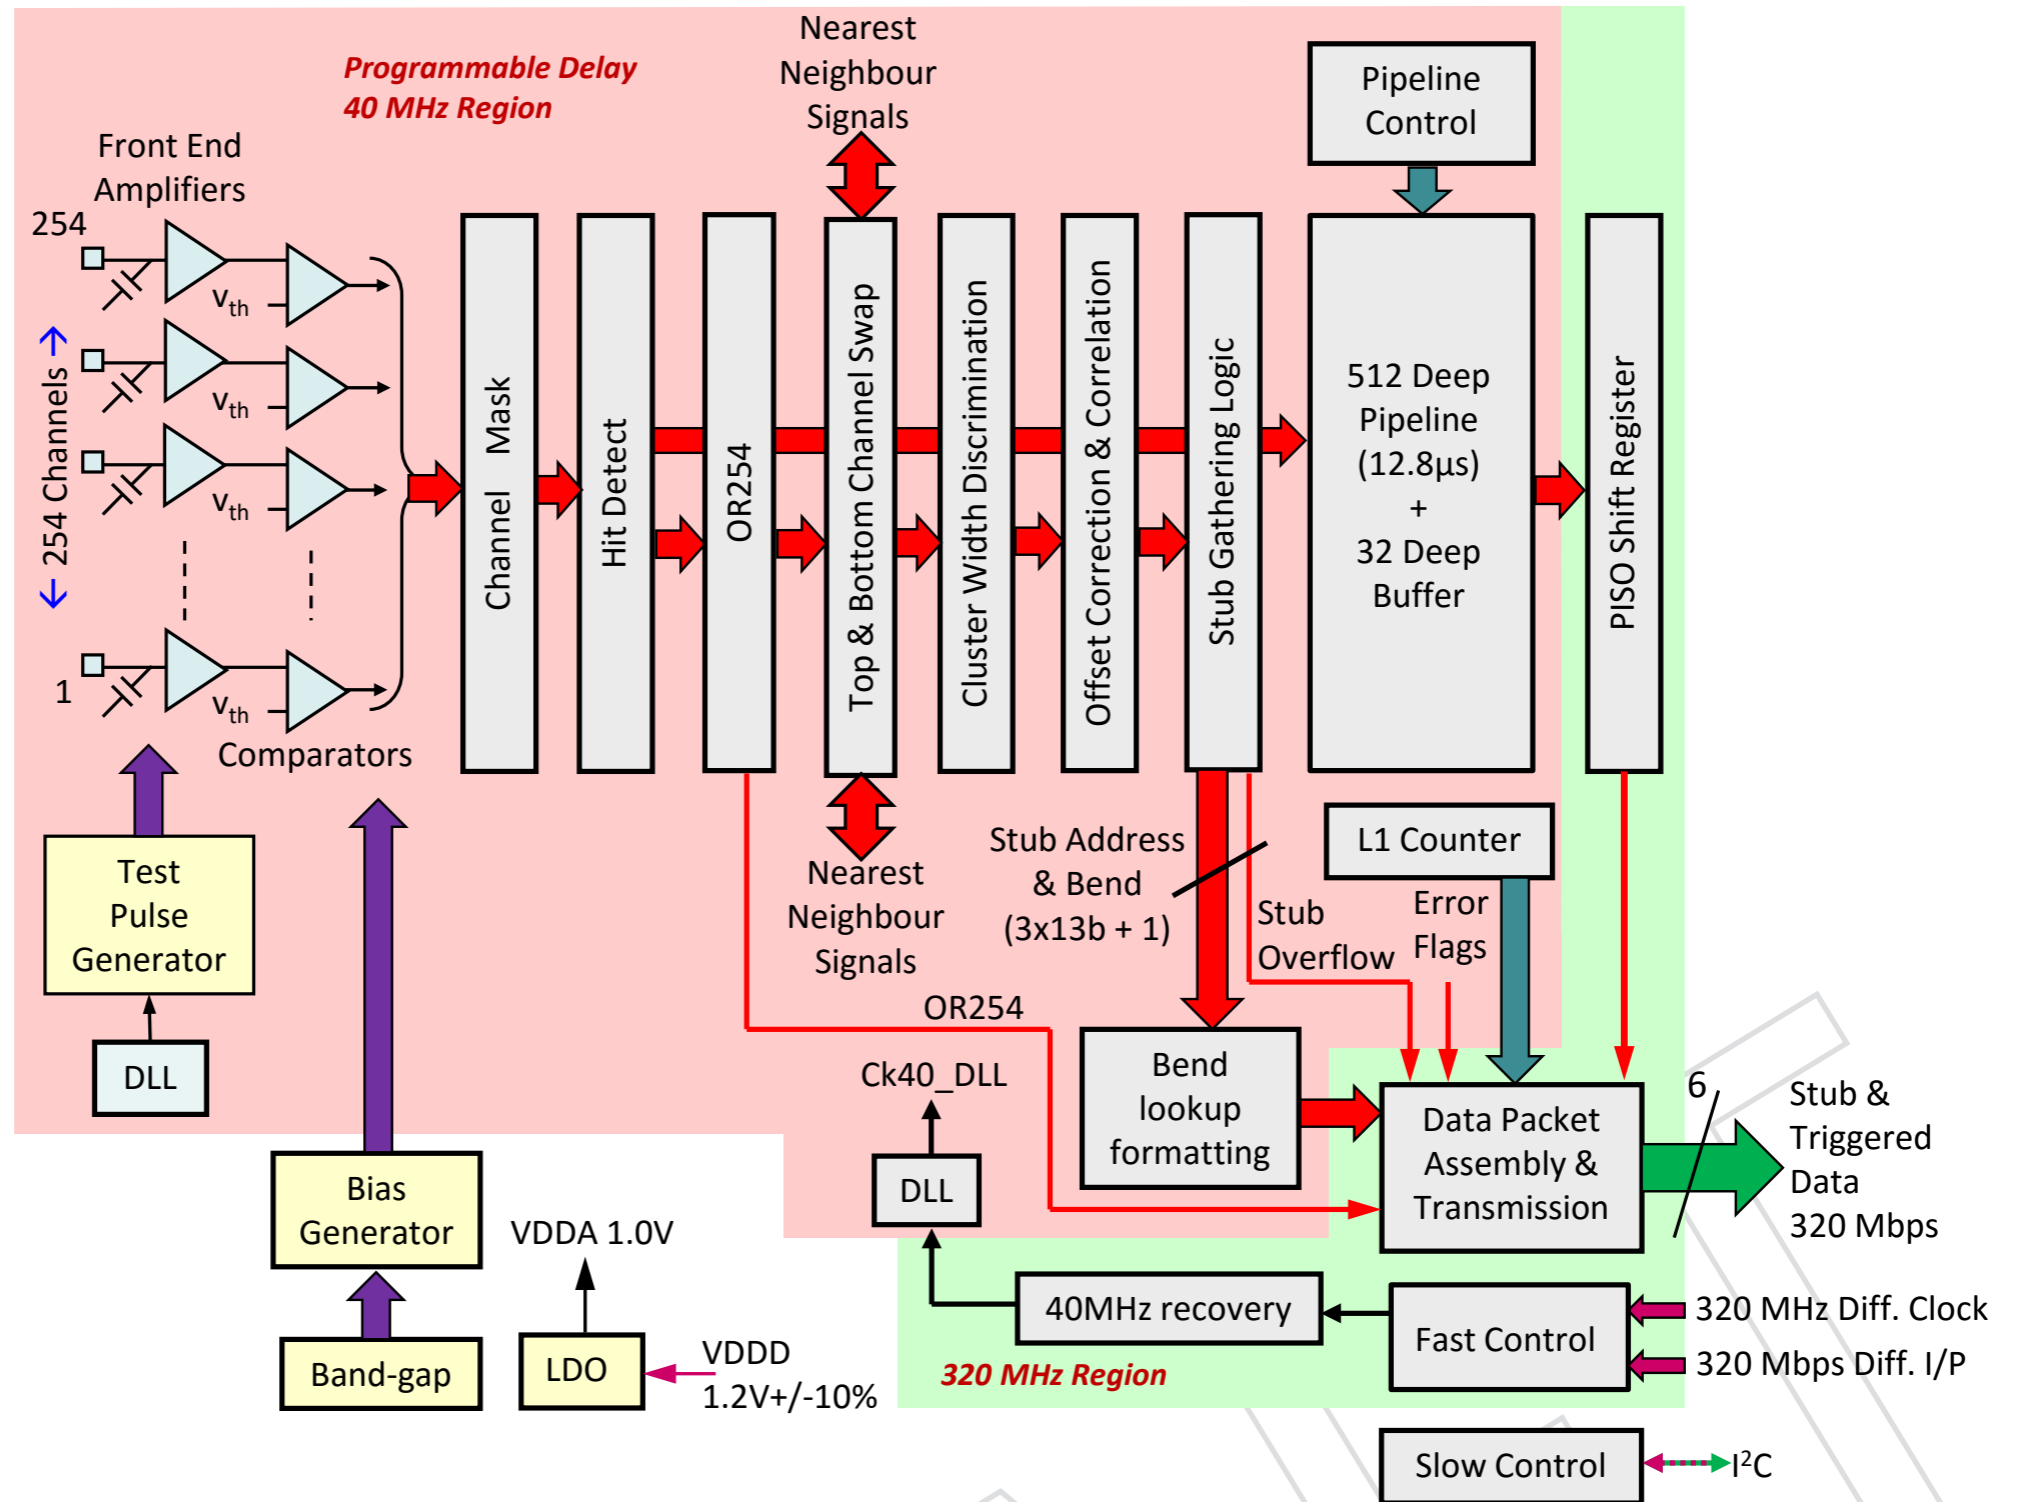 Nearest
Neighbour
Signals
Programmable Delay
40 MHz Region
Pipeline
Control
Front End
Amplifiers
254
Vth
Vth
Vth
Vth
1
← 254 Channels →
Comparators
Channel Mask
Hit Detect
OR254
Top & Bottom Channel Swap
Cluster Width Discrimination
Offset Correction & Correlation
Stub Gathering Logic
512 Deep
Pipeline
(12.8µs)
+
32 Deep
Buffer
PISO Shift Register
Test
Pulse
Generator
DLL
Nearest
Neighbour
Signals
Stub Address
& Bend
(3x13b + 1)
Stub
Overflow
L1 Counter
Error
Flags
OR254
Ck40_DLL
DLL
Bend
lookup
formatting
Data Packet
Assembly &
Transmission
6
Stub &
Triggered
Data
320 Mbps
Bias
Generator
Band-gap
VDDA 1.0V
LDO
VDDD
1.2V+/-10%
40MHz recovery
Fast Control
320 MHz Diff. Clock
320 Mbps Diff. I/P
320 MHz Region
Slow Control
I²C